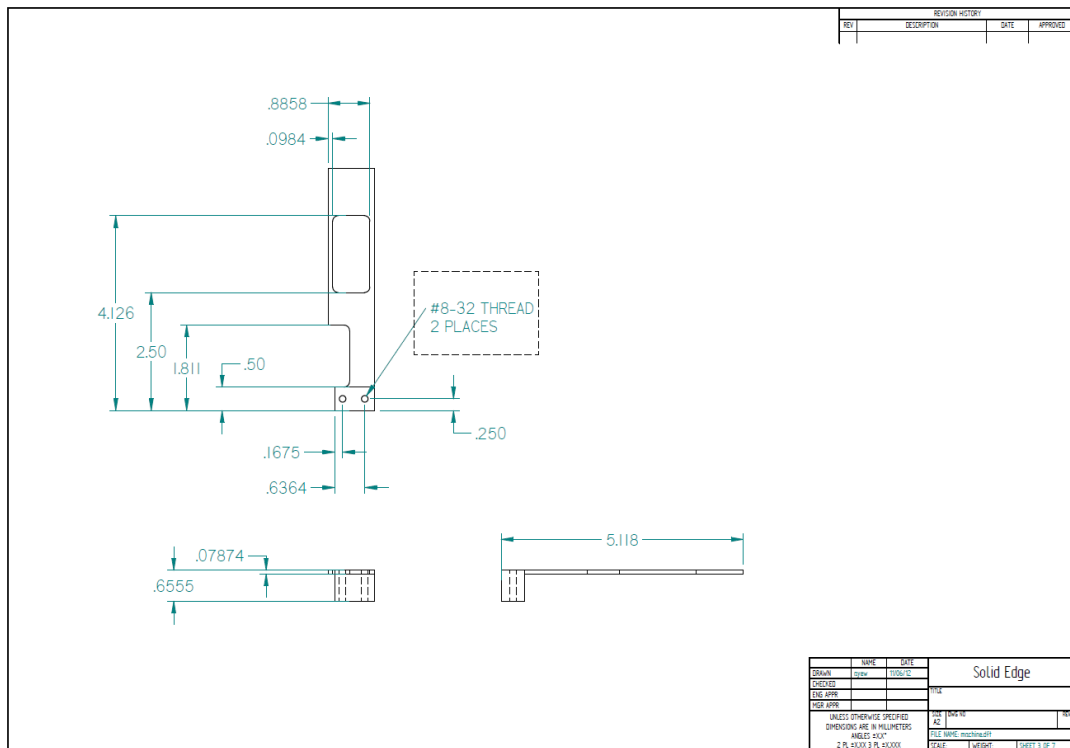 REVISION HISTORY
REV DESCRIPTION DATE APPROVED
.8858
.0984
#8-32 THREAD
2 PLACES
4.126
2.50
1.811
.50
.250
.1675
.6364
5.118
.07874
.6555
NAME DATE
DRAWN 11/06/12
CHECKED
ENG APPR
MGR APPR
Solid Edge
TITLE
UNLESS OTHERWISE SPECIFIED
DIMENSIONS ARE IN MILLIMETERS
ANGLES ±X.X°
2 PL ±X.XX 3 PL ±X.XXX
SIZE DWG NO REV
A2
FILE NAME: machine.dft
SCALE: WEIGHT: SHEET 3 OF 7